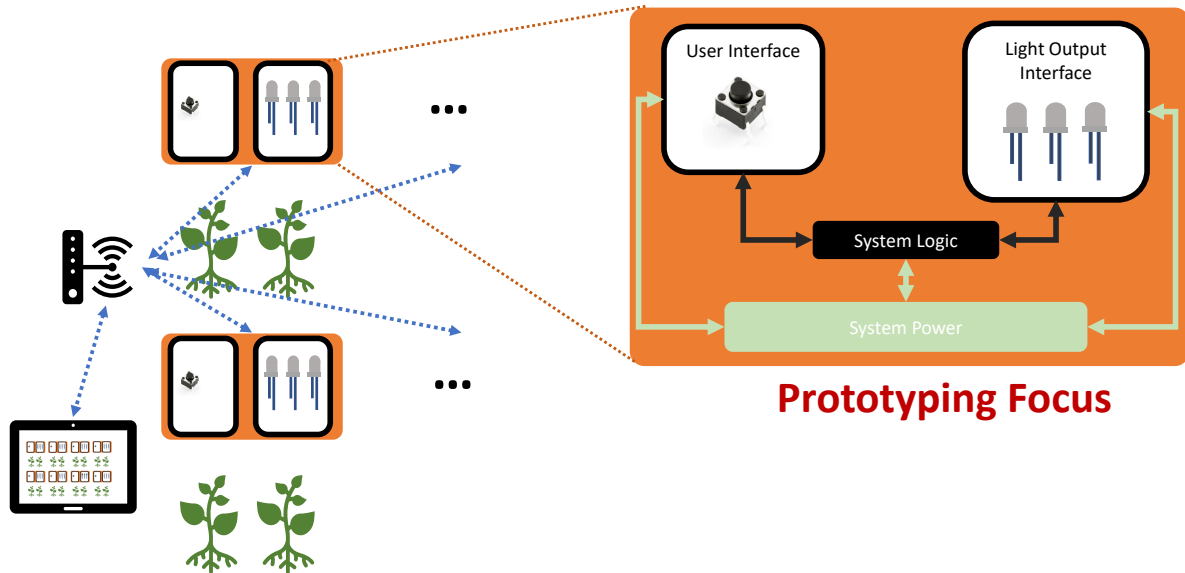 User Interface
Light Output
Interface
System Logic
System Power
Prototyping Focus